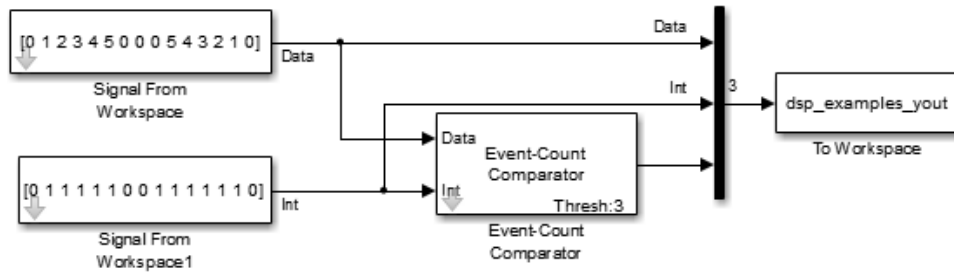 [0 1 2 3 4 5 0 0 0 5 4 3 2 1 0]
Data
Signal From
Workspace
[0 1 1 1 1 1 0 0 1 1 1 1 1 1 0]
Int
Signal From
Workspace1
Data
Int
Event-Count
Comparator
Thresh:3
Event-Count
Comparator
Data
Int
3
dsp_examples_yout
To Workspace